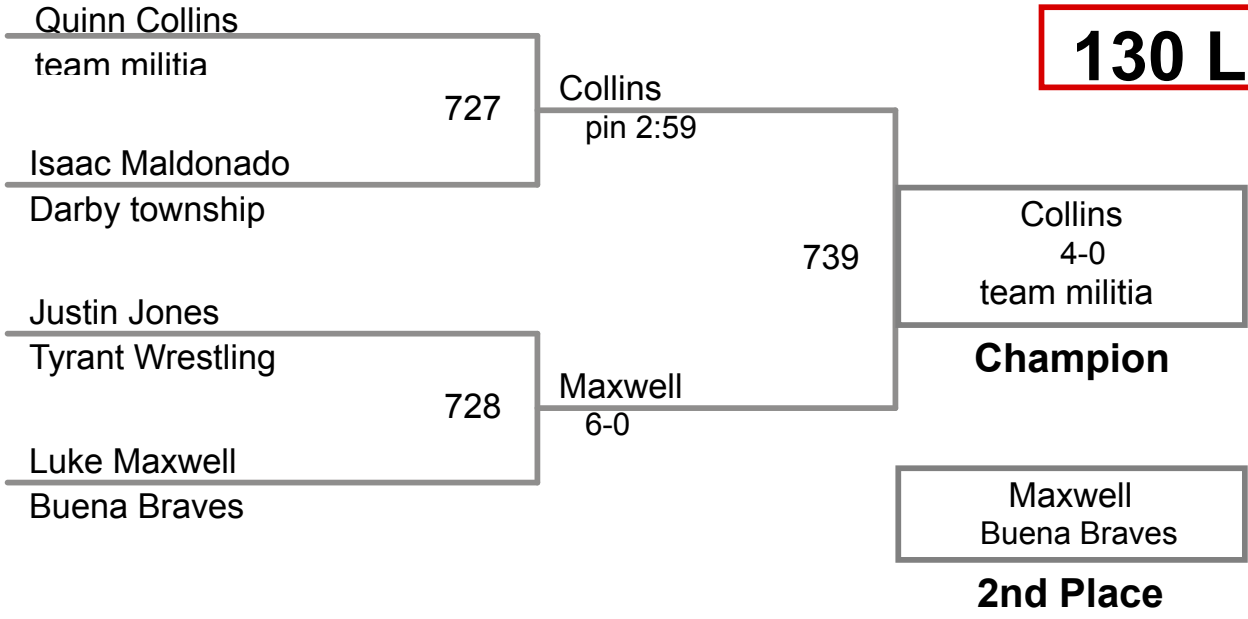 Quinn Collins
team militia
130 L
727
Collins
pin 2:59
Isaac Maldonado
Darby township
739
Collins
4-0
team militia
Champion
Justin Jones
Tyrant Wrestling
728
Maxwell
6-0
Luke Maxwell
Buena Braves
Maxwell
Buena Braves
2nd Place